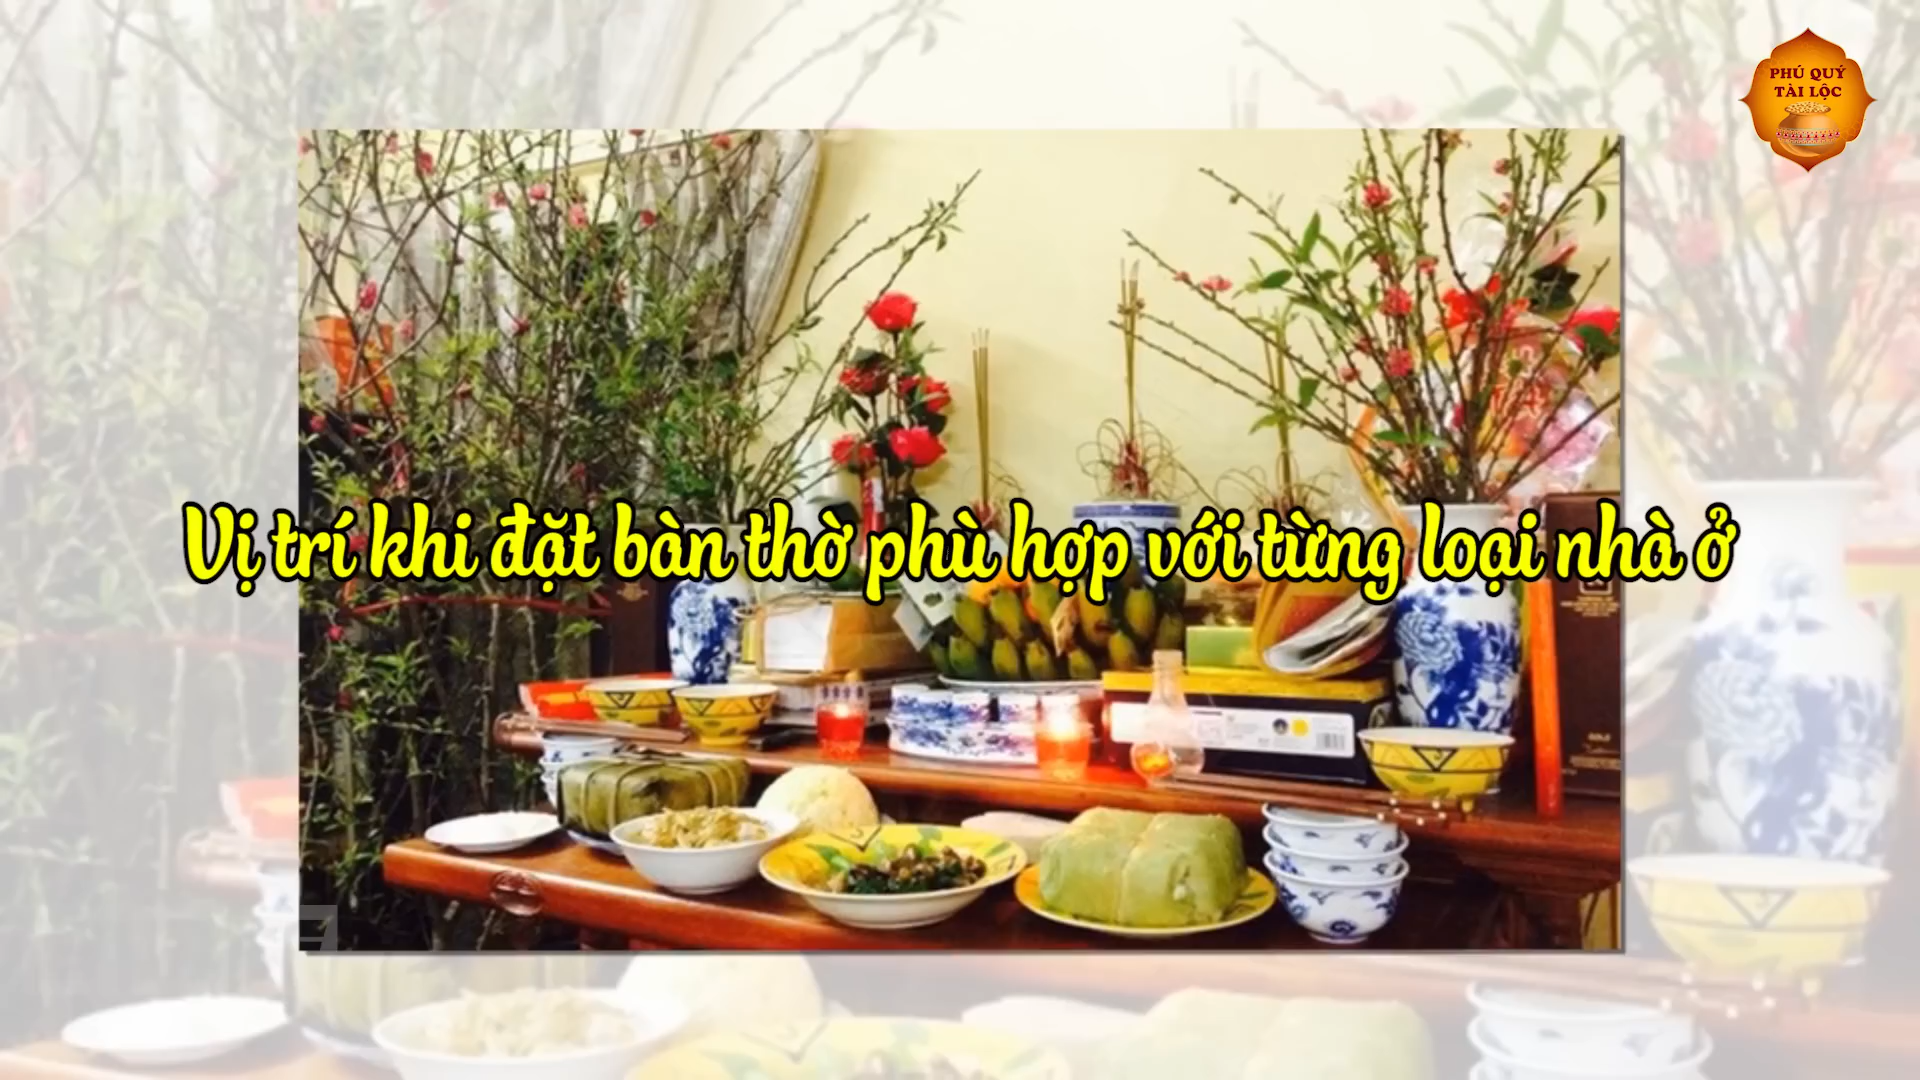 PHÚ QUÝ
TÀI LỘC
Vị trí khi đặt bàn thờ phù hợp với từng loại nhà ở